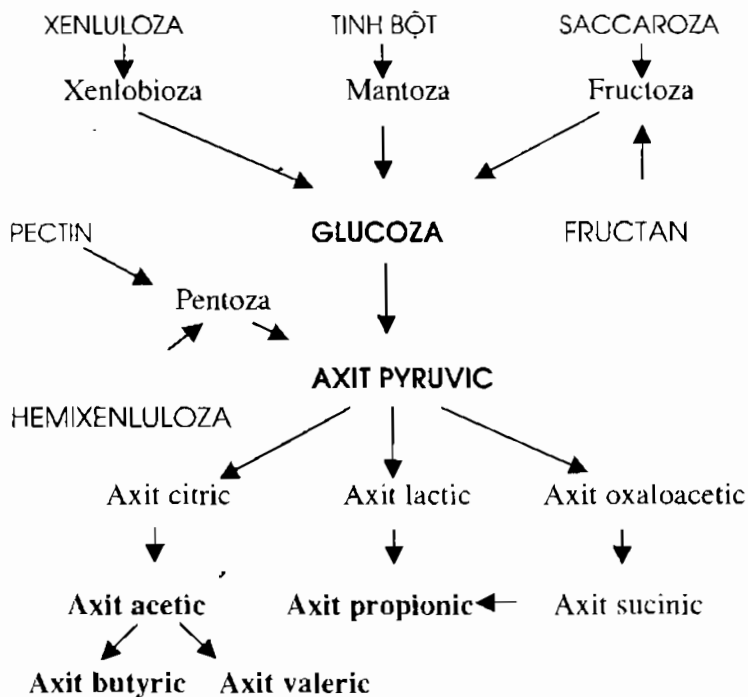 XENLULOZA TINH BỘT SACCAROZA
Xenlobioza Mantoza Fructoza
PECTIN GLUCOZA FRUCTAN
Pentoza
AXIT PYRUVIC
HEMIXENLULOZA
Axit citric Axit lactic Axit oxaloacetic
Axit acetic Axit propionic Axit sucinic
Axit butyric Axit valeric